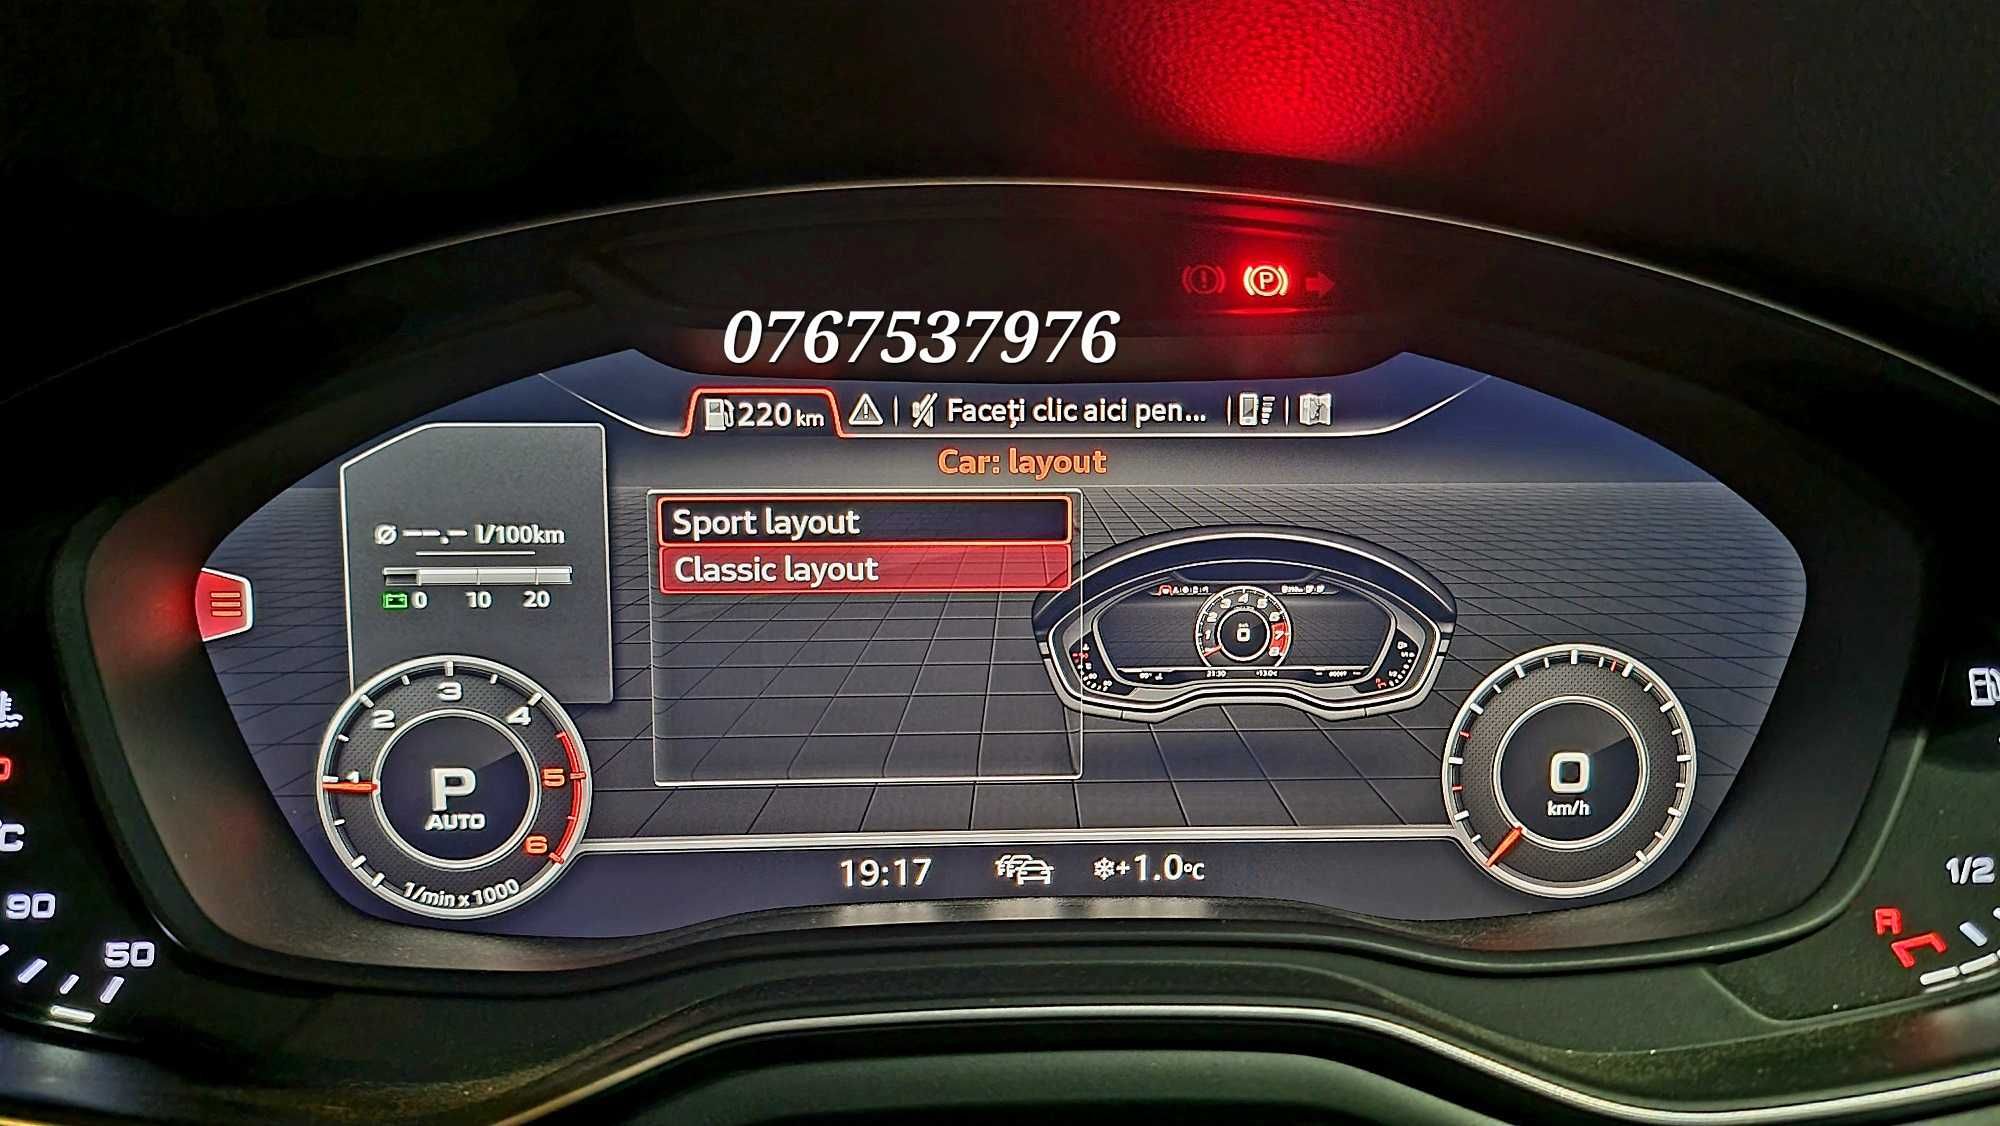 0767537976
220 km
Faceți clic aici pen...
Car: layout
Sport layout
Classic layout
Ø --.- l/100km
0 10 20
1 2 3 4 5 6
P
AUTO
1/min x 1000
0
km/h
19:17
+1.0°C
°C
90
50
1/2
R